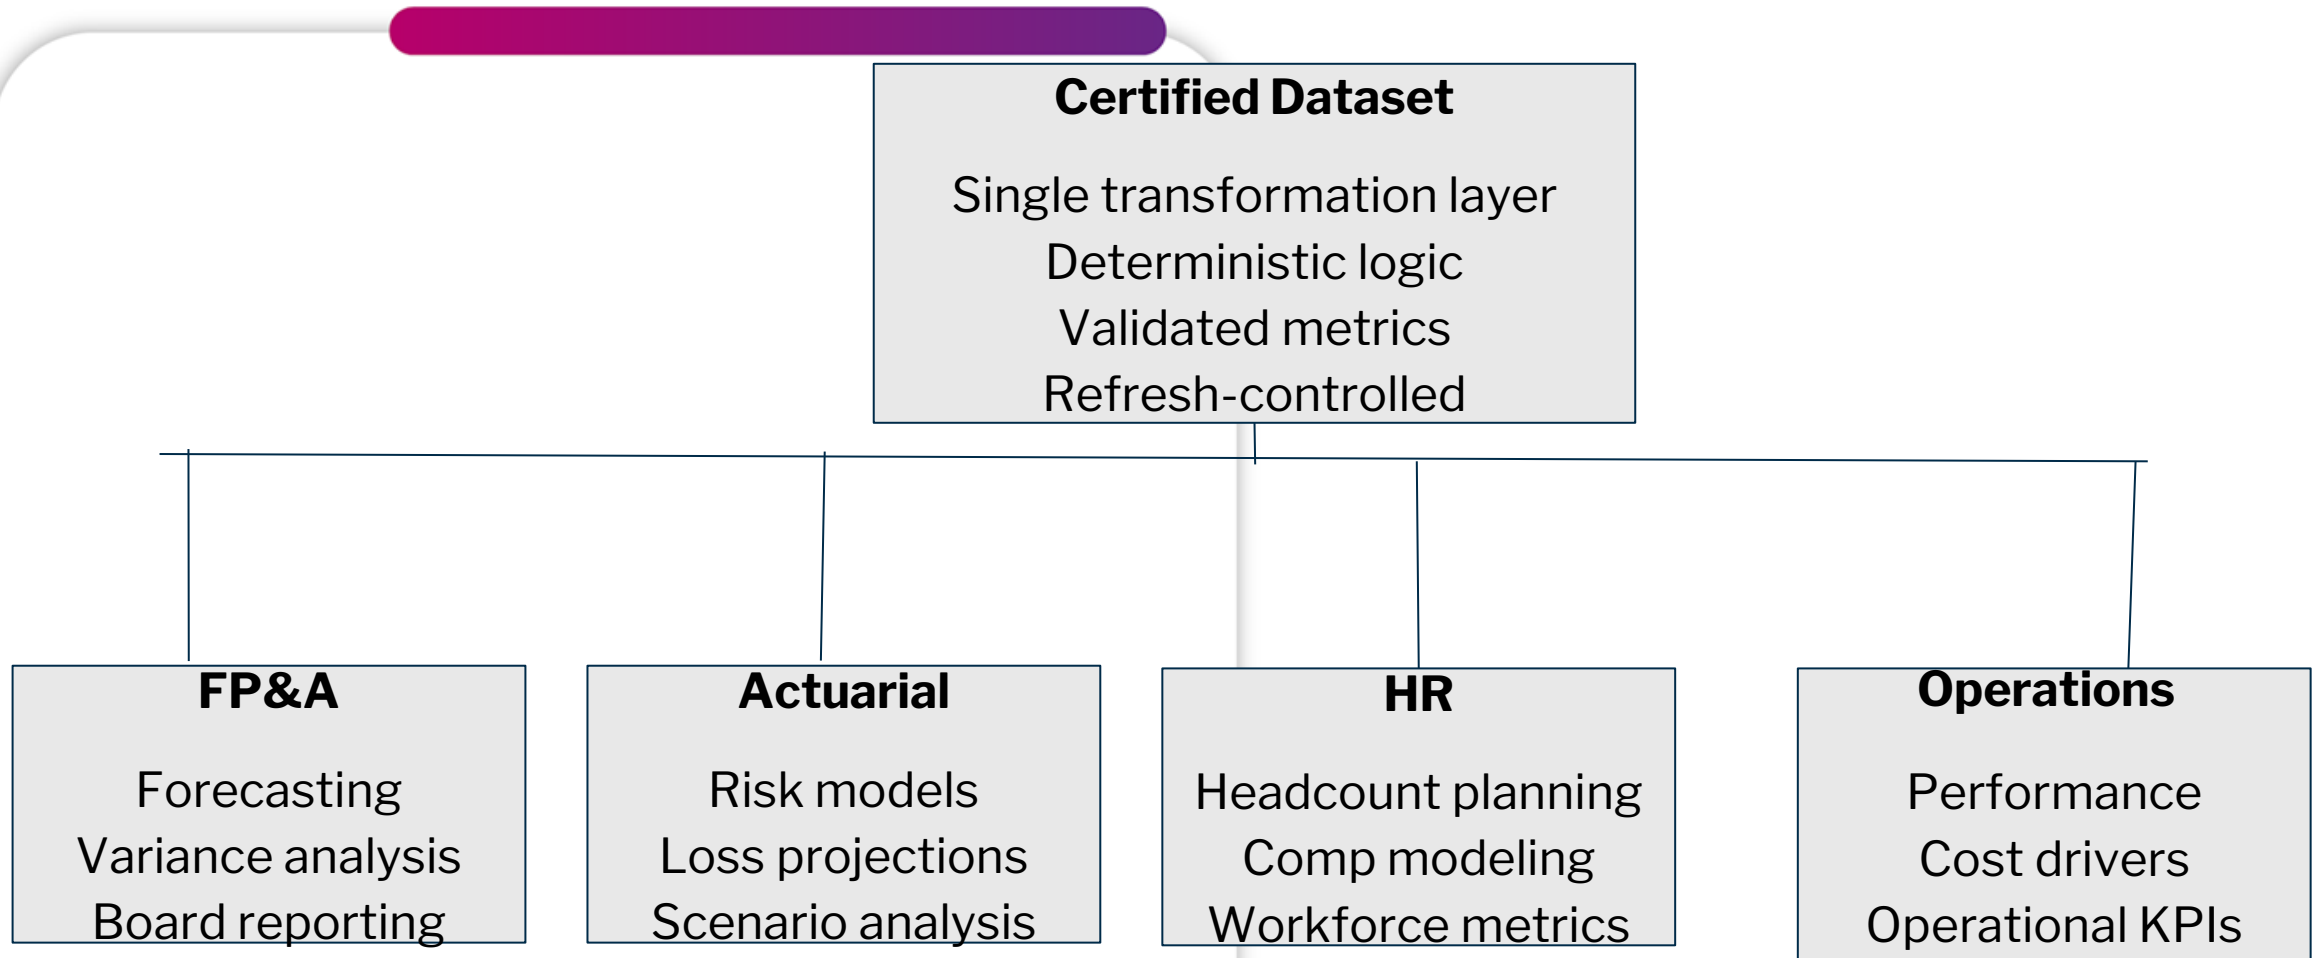 Certified Dataset
Single transformation layer
Deterministic logic
Validated metrics
Refresh-controlled
FP&A
Forecasting
Variance analysis
Board reporting
Actuarial
Risk models
Loss projections
Scenario analysis
HR
Headcount planning
Comp modeling
Workforce metrics
Operations
Performance
Cost drivers
Operational KPIs